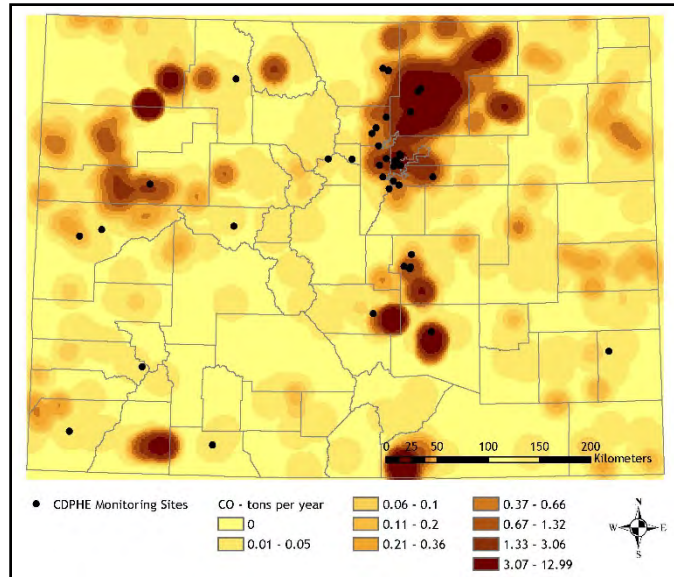 0 25 50 100 150 200
Kilometers
CDPHE Monitoring Sites
CO - tons per year
0
0.01 - 0.05
0.06 - 0.1
0.11 - 0.2
0.21 - 0.36
0.37 - 0.66
0.67 - 1.32
1.33 - 3.06
3.07 - 12.99
N
W E
S